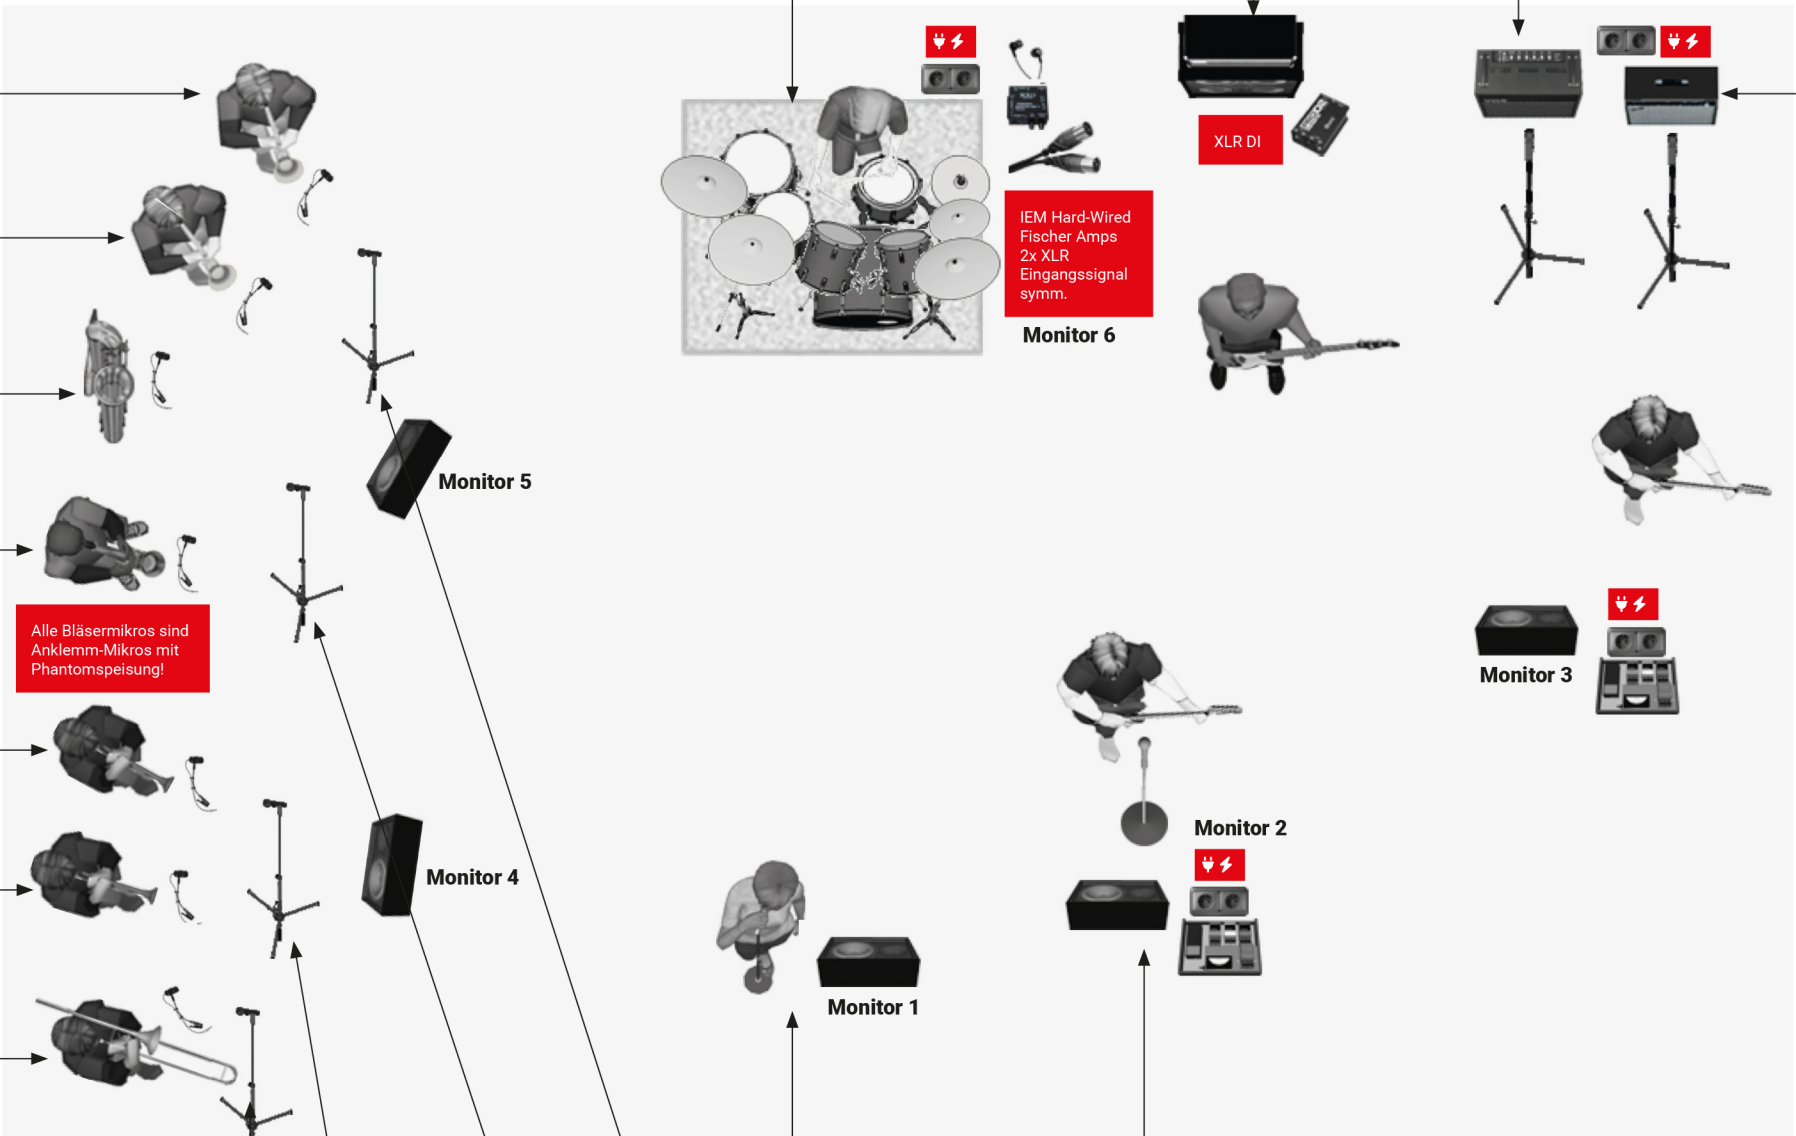 XLR DI
IEM Hard-Wired
Fischer Amps
2x XLR
Eingangssignal
symm.
Monitor 6
Monitor 5
Alle Bläsermikros sind
Anklemm-Mikros mit
Phantomspeisung!
Monitor 3
Monitor 2
Monitor 4
Monitor 1